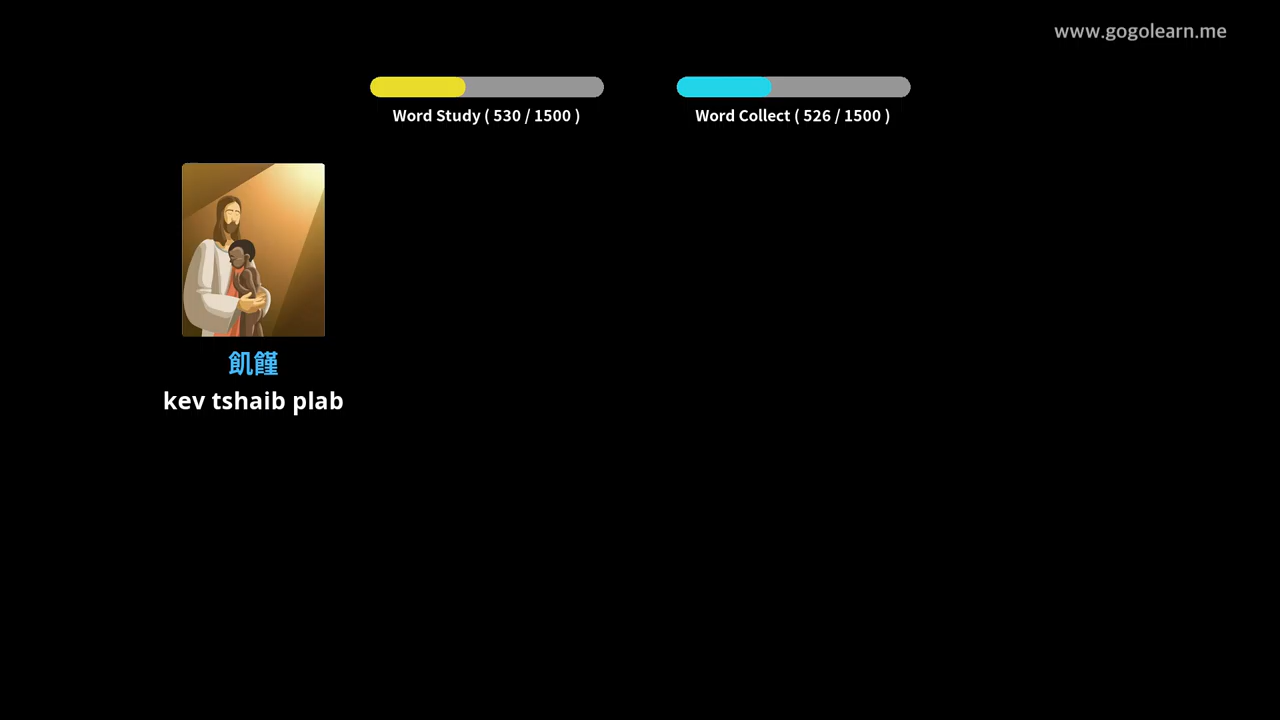 www.gogolearn.me
Word Study ( 530 / 1500 )
Word Collect ( 526 / 1500 )
飢饉
kev tshaib plab